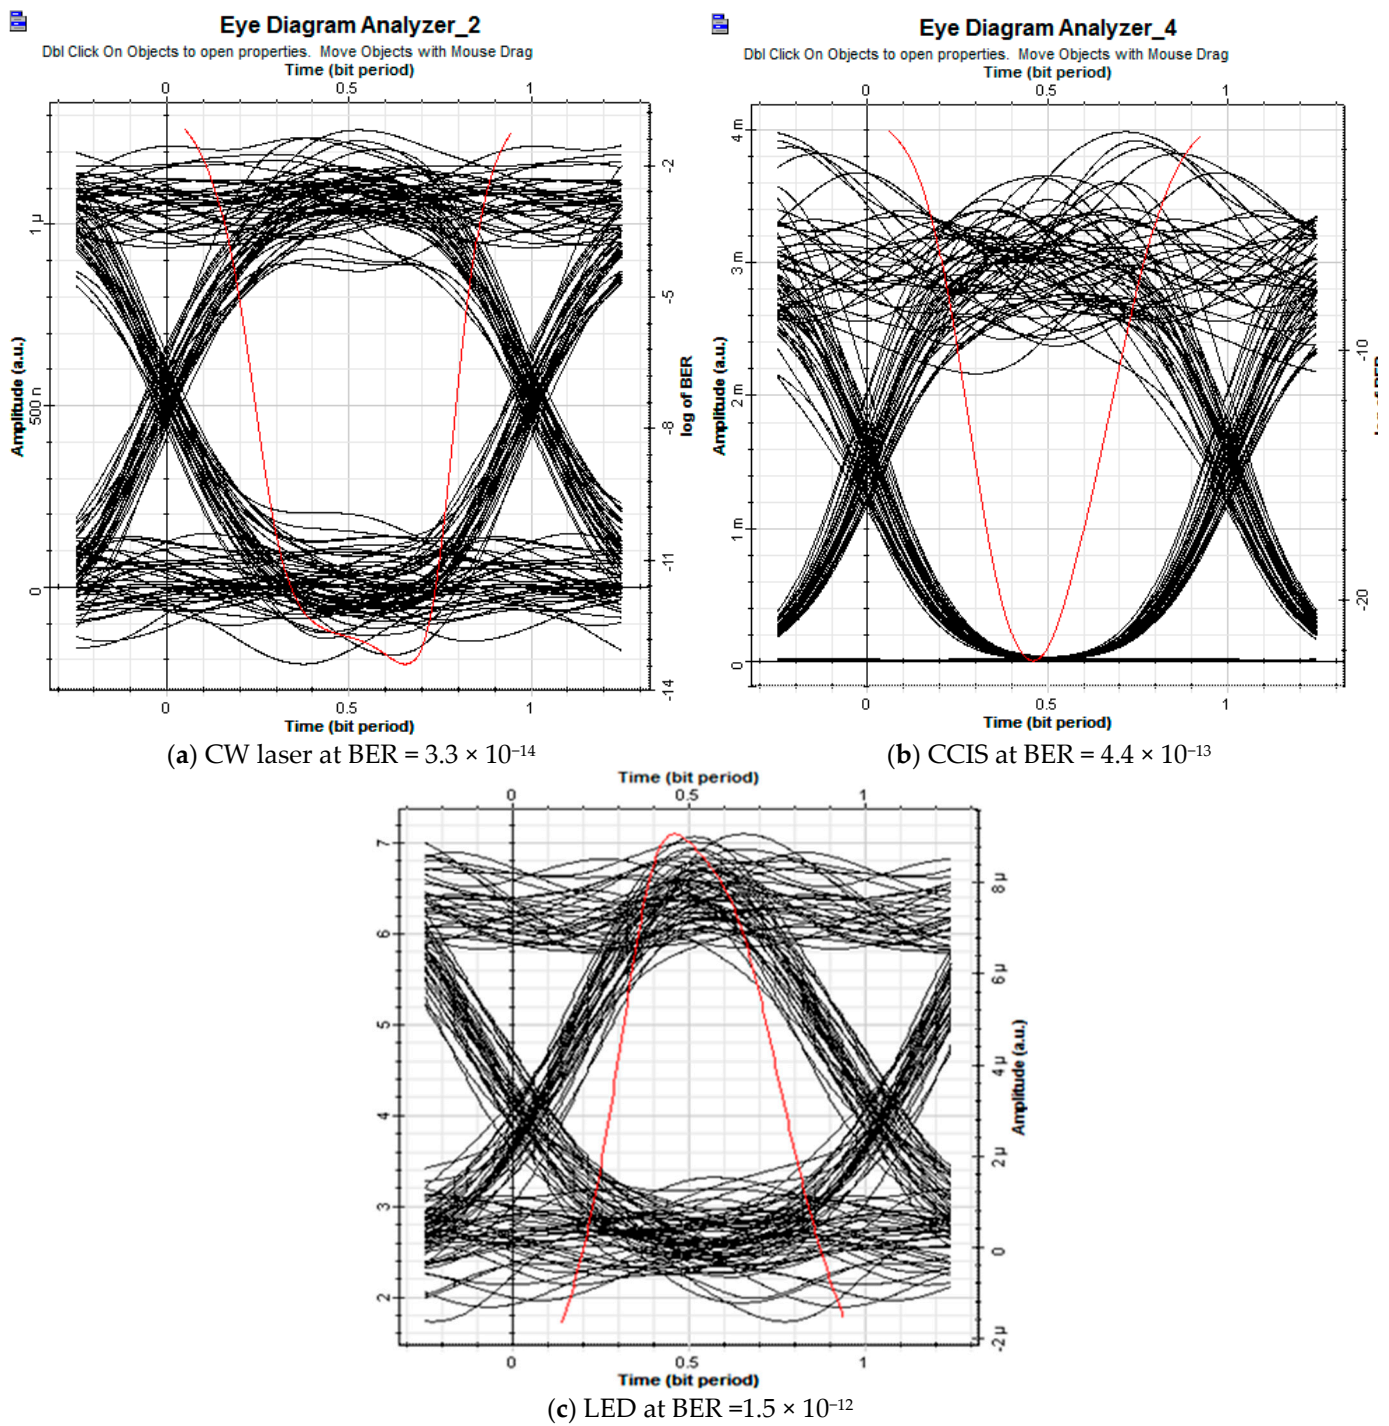 Eye Diagram Analyzer_2
Dbl Click On Objects to open properties. Move Objects with Mouse Drag
Time (bit period)
0 0.5 1
Amplitude (a.u.)
1 µ
500 n
0
log of BER
-2
-5
-8
-11
-14
0 0.5 1
Time (bit period)
(a) CW laser at BER = 3.3 × 10⁻¹⁴
Eye Diagram Analyzer_4
Dbl Click On Objects to open properties. Move Objects with Mouse Drag
Time (bit period)
0 0.5 1
Amplitude (a.u.)
4 m
3 m
2 m
1 m
0
log of BER
-10
-20
0 0.5 1
Time (bit period)
(b) CCIS at BER = 4.4 × 10⁻¹³
Time (bit period)
0 0.5 1
7
6
5
4
3
2
Amplitude (a.u.)
8 µ
6 µ
4 µ
2 µ
0
-2 µ
0 0.5 1
Time (bit period)
(c) LED at BER =1.5 × 10⁻¹²